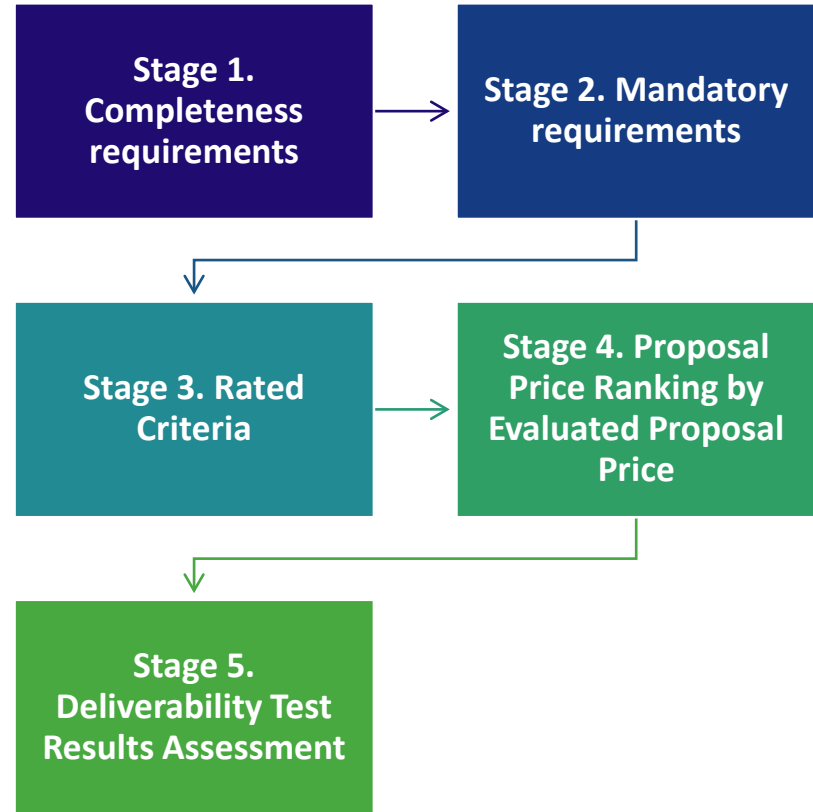 Stage 1.
Completeness
requirements
Stage 2. Mandatory
requirements
Stage 3. Rated
Criteria
Stage 4. Proposal
Price Ranking by
Evaluated Proposal
Price
Stage 5.
Deliverability Test
Results Assessment